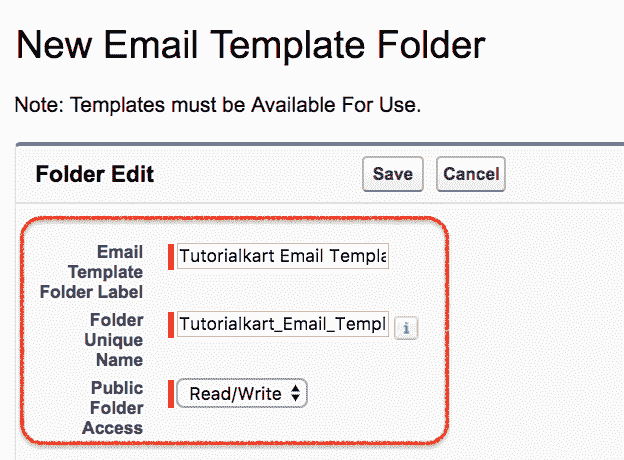 New Email Template Folder
Note: Templates must be Available For Use.
Folder Edit Save Cancel
Email
Template
Folder Label
Tutorialkart Email Templa
Folder
Unique
Name
Tutorialkart_Email_Templ
i
Public
Folder
Access
Read/Write